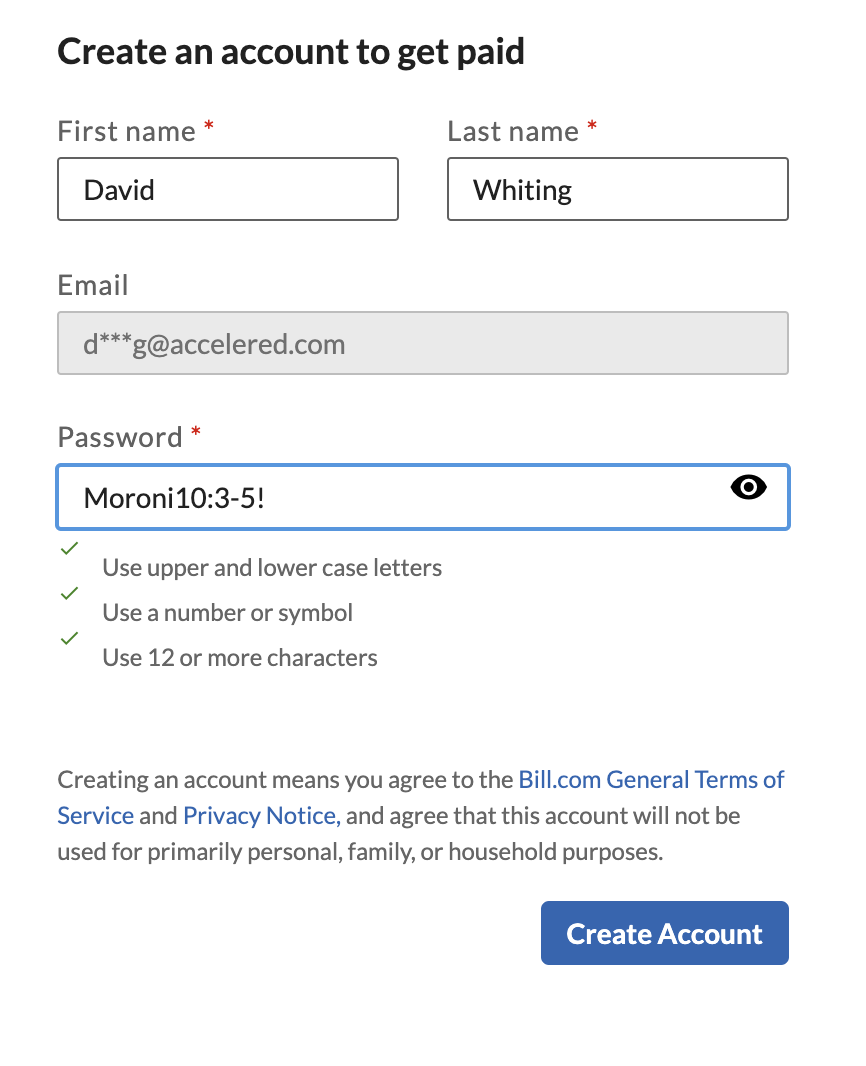 Create an account to get paid
First name * Last name *
David Whiting
Email
d***g@accelered.com
Password *
Moroni10:3-5!
Use upper and lower case letters
Use a number or symbol
Use 12 or more characters
Creating an account means you agree to the Bill.com General Terms of
Service and Privacy Notice, and agree that this account will not be
used for primarily personal, family, or household purposes.
Create Account